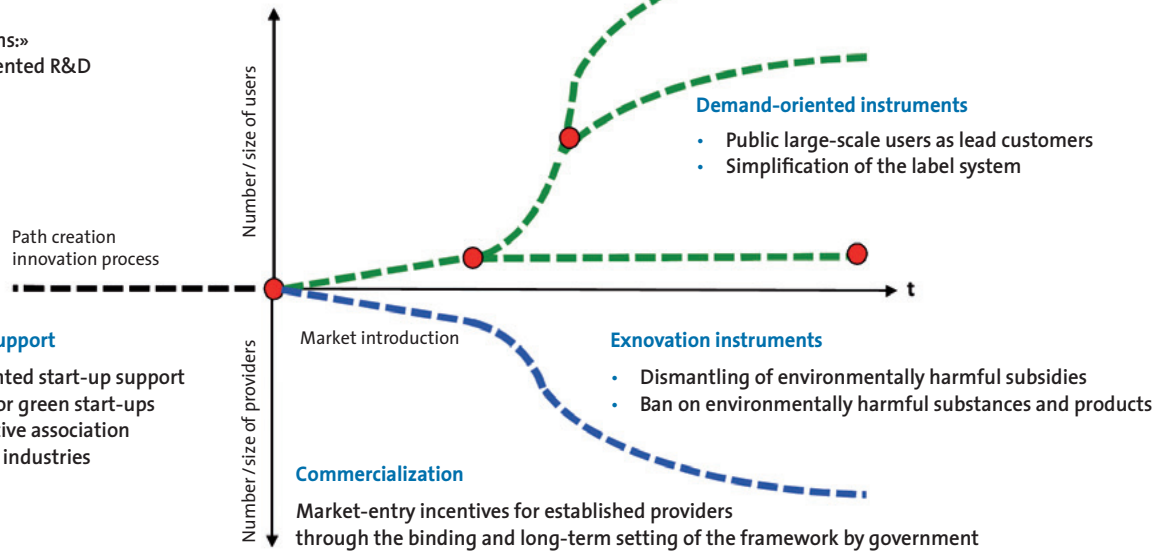 ns:»
ented R&D
Number / size of users
Demand-oriented instruments
• Public large-scale users as lead customers
• Simplification of the label system
Path creation
innovation process
t
upport
nted start-up support
or green start-ups
tive association
industries
Market introduction
Number / size of providers
Exnovation instruments
• Dismantling of environmentally harmful subsidies
• Ban on environmentally harmful substances and products
Commercialization
Market-entry incentives for established providers
through the binding and long-term setting of the framework by government